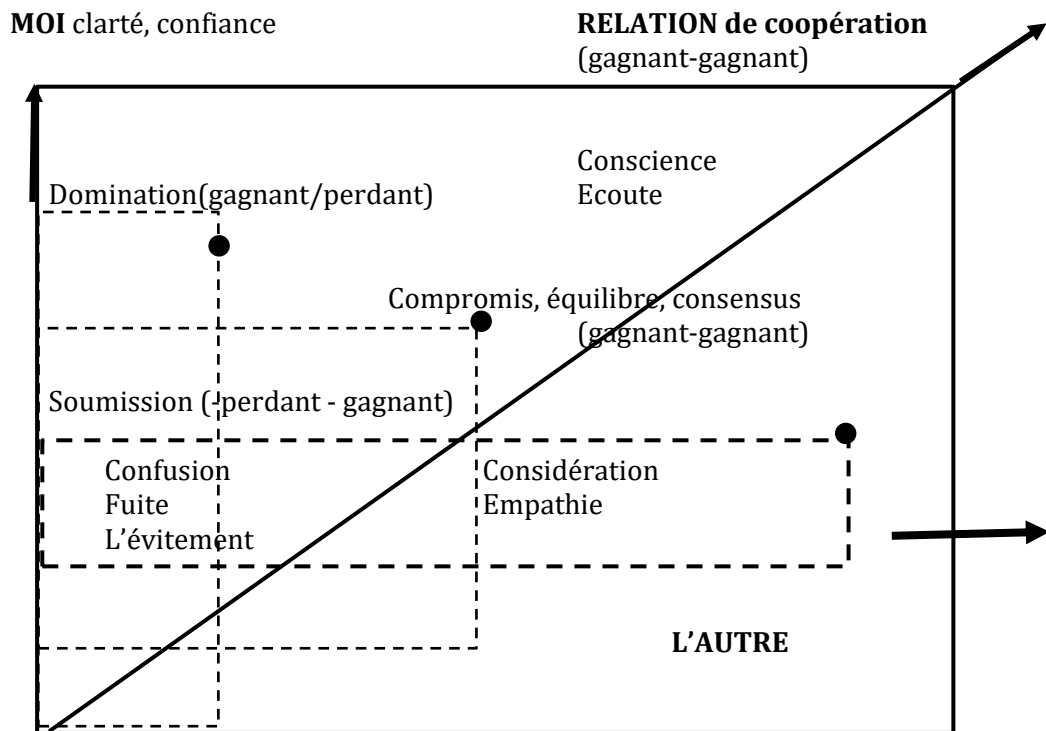 MOI clarté, confiance
RELATION de coopération
(gagnant-gagnant)
Conscience
Ecoute
Domination(gagnant/perdant)
Compromis, équilibre, consensus
(gagnant-gagnant)
Soumission (-perdant - gagnant)
Confusion
Fuite
L’évitement
Considération
Empathie
L’AUTRE